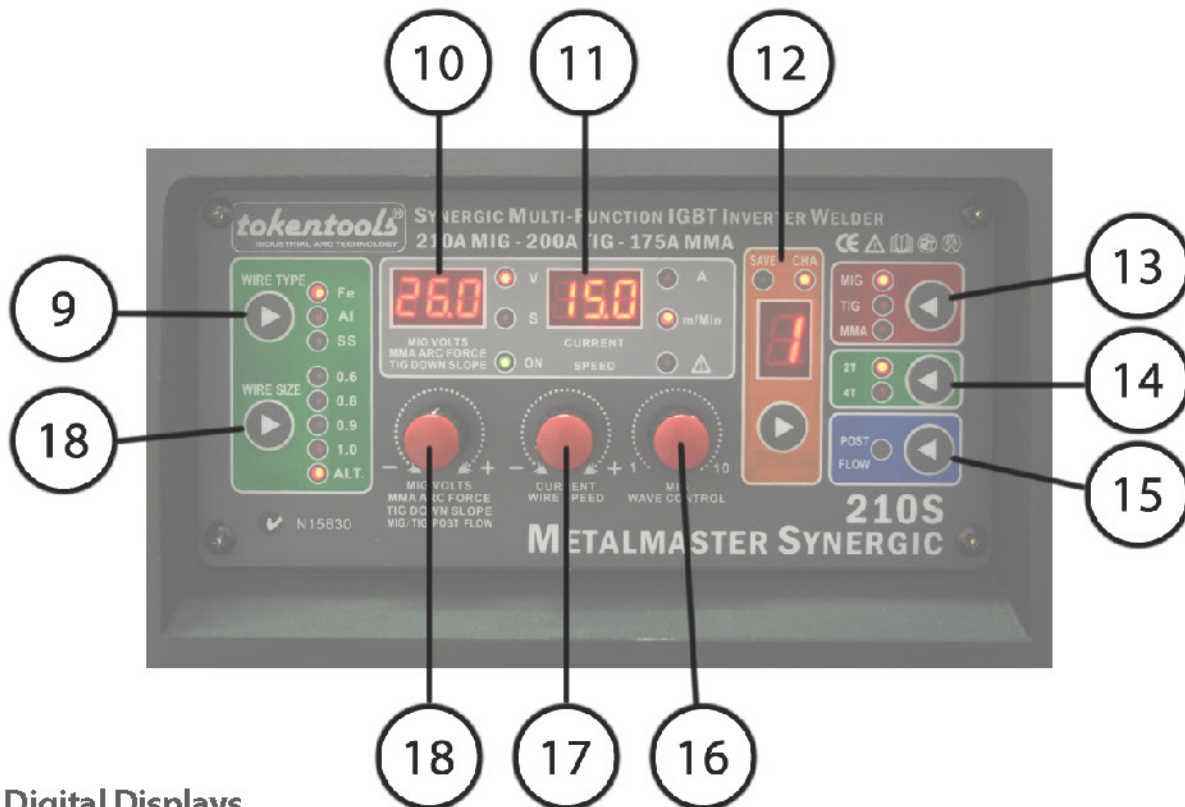 10
11
12
tokentools®
INDUSTRIAL ARC TECHNOLOGY
SYNERGIC MULTI-FUNCTION IGBT INVERTER WELDER
210A MIG - 200A TIG - 175A MMA
CE
9
WIRE TYPE
Fe
Al
SS
WIRE SIZE
0.6
0.8
0.9
1.0
ALT.
18
26.0
V
S
ON
MIG VOLTS
MMA ARC FORCE
TIG DOWN SLOPE
15.0
A
m/Min
CURRENT
SPEED
SAVE
CHA
1
MIG
TIG
MMA
13
2T
4T
14
POST
FLOW
15
- +
MIG VOLTS
MMA ARC FORCE
TIG DOWN SLOPE
MIG/TIG POST FLOW
- +
CURRENT
WIRE SPEED
1 10
MIG
WAVE CONTROL
N15830
210S
METALMASTER SYNERGIC
18
17
16
Digital Displays